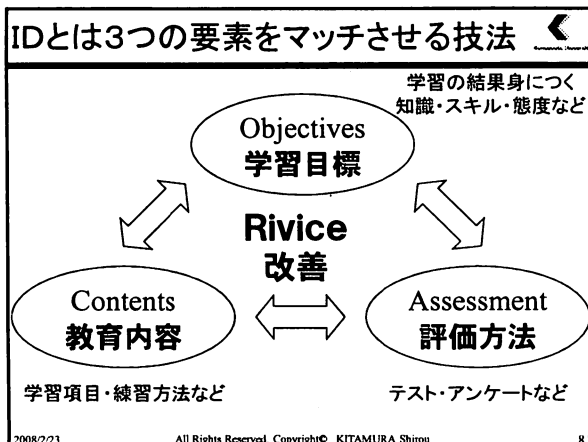 IDとは３つの要素をマッチさせる技法
学習の結果身につく
知識・スキル・態度など
Objectives
学習目標
Rivice
改善
Contents
教育内容
Assessment
評価方法
学習項目・練習方法など
テスト・アンケートなど
2008/2/23
All Rights Reserved, Copyright© KITAMURA Shirou
8